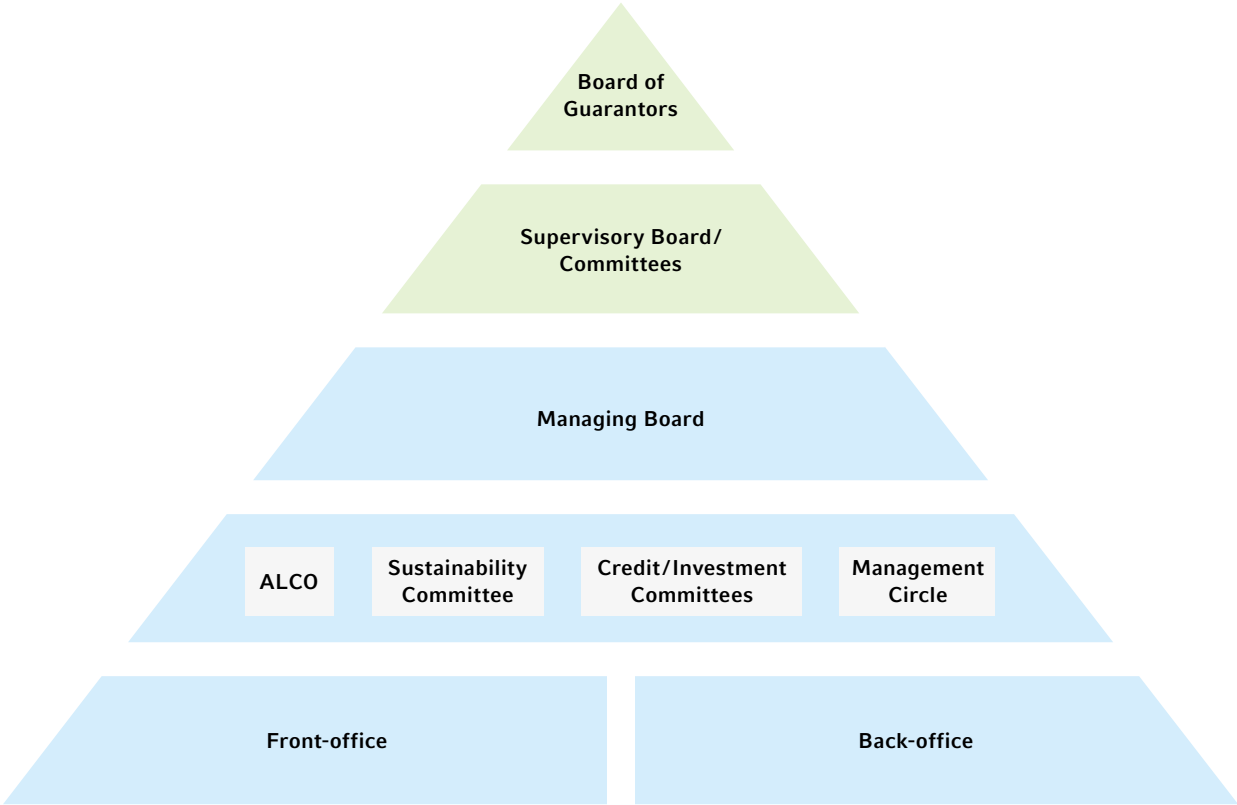 Board of
Guarantors
Supervisory Board/
Committees
Managing Board
ALCO
Sustainability
Committee
Credit/Investment
Committees
Management
Circle
Front-office
Back-office